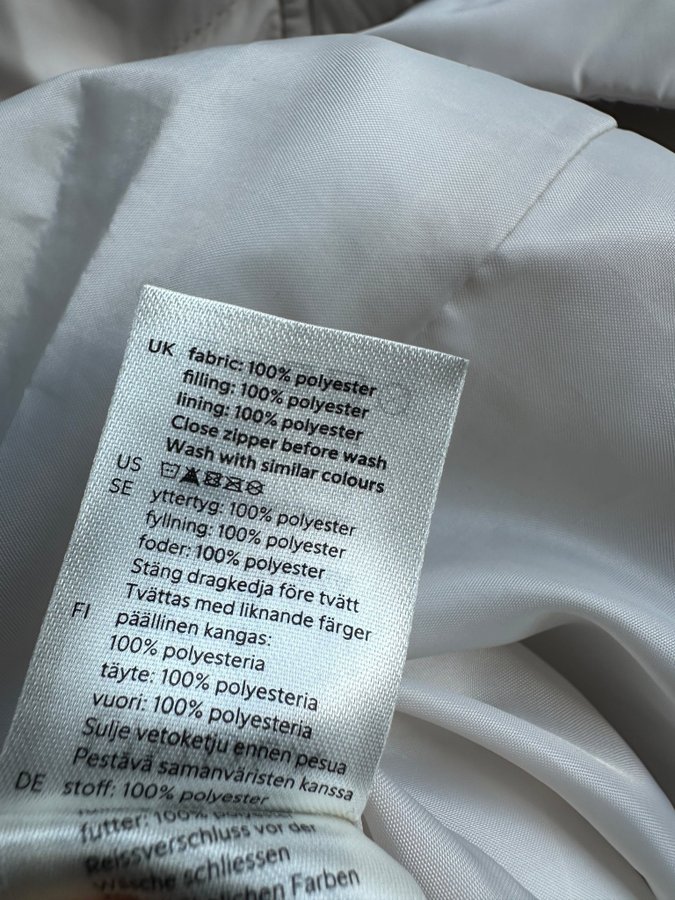 UK fabric: 100% polyester
filling: 100% polyester
lining: 100% polyester
Close zipper before wash
Wash with similar colours
US
SE yttertyg: 100% polyester
fyllning: 100% polyester
foder: 100% polyester
Stäng dragkedja före tvätt
Tvättas med liknande färger
FI päällinen kangas:
100% polyesteria
täyte: 100% polyesteria
vuori: 100% polyesteria
Sulje vetoketju ennen pesua
Pestävä samanväristen kanssa
DE stoff: 100% polyester
futter: 100% polyester
Reissverschluss vor der
Wäsche schliessen
Farben